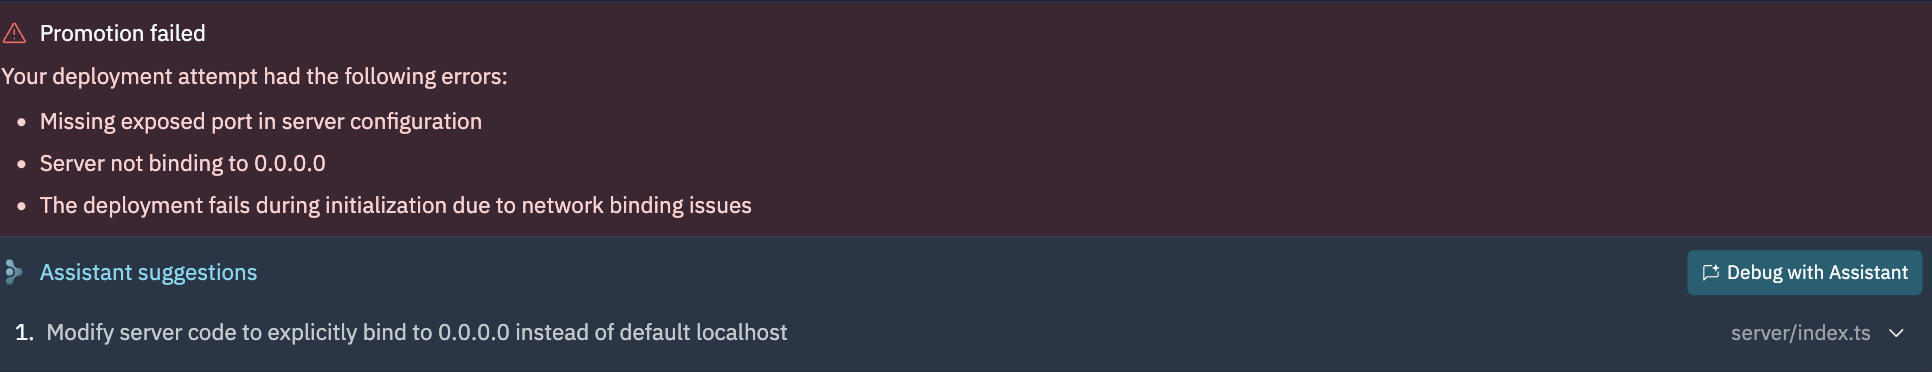 Promotion failed
Your deployment attempt had the following errors:
• Missing exposed port in server configuration
• Server not binding to 0.0.0.0
• The deployment fails during initialization due to network binding issues
Assistant suggestions
Debug with Assistant
1. Modify server code to explicitly bind to 0.0.0.0 instead of default localhost
server/index.ts